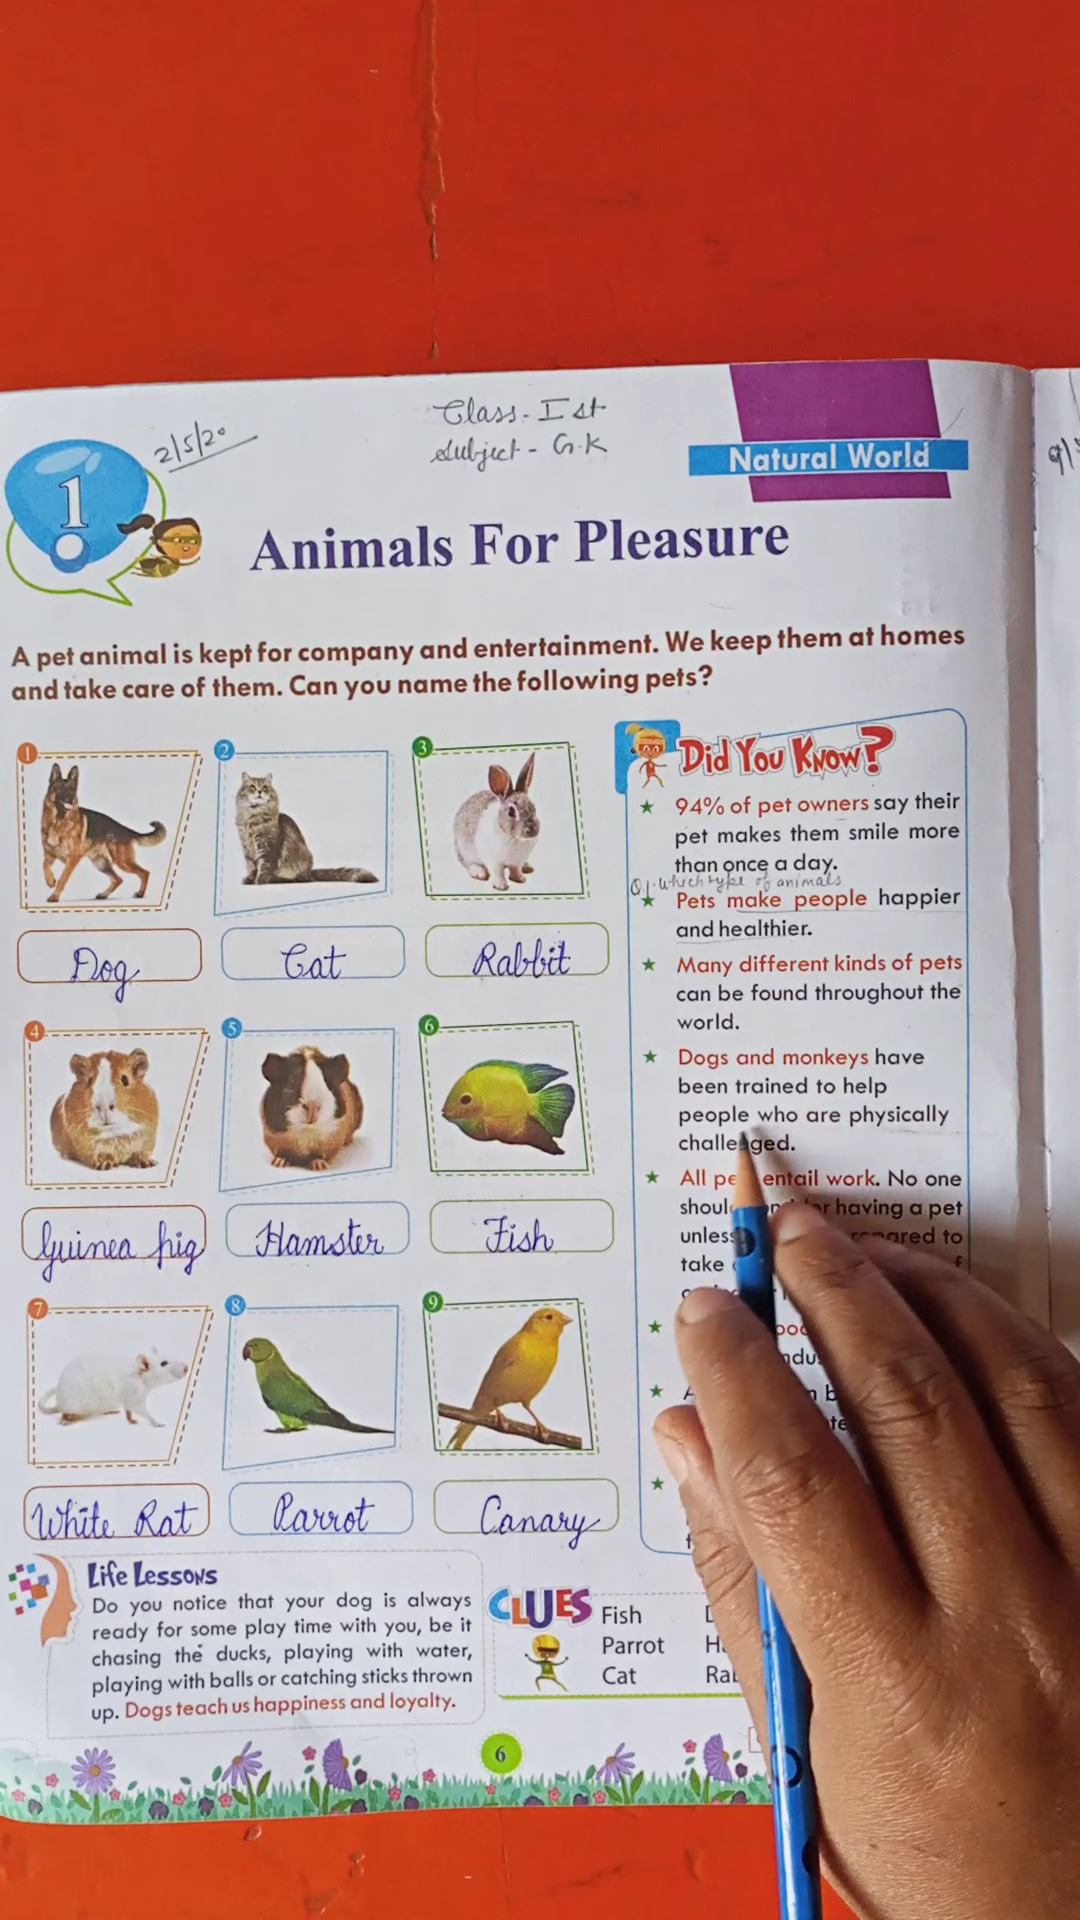 2/5/20
Class - Ist
Subject - G.K
Natural World
1
Animals For Pleasure
A pet animal is kept for company and entertainment. We keep them at homes
and take care of them. Can you name the following pets?
1
2
3
Dog
Cat
Rabbit
4
5
6
Guinea pig
Hamster
Fish
7
8
9
White Rat
Parrot
Canary
Did You Know?
★ 94% of pet owners say their
pet makes them smile more
than once a day.
Q1. Which type of animals
★ Pets make people happier
and healthier.
★ Many different kinds of pets
can be found throughout the
world.
★ Dogs and monkeys have
been trained to help
people who are physically
challenged.
★ All entail work. No one
having a pet
unless to
take
Life Lessons
Do you notice that your dog is always
ready for some play time with you, be it
chasing the ducks, playing with water,
playing with balls or catching sticks thrown
up. Dogs teach us happiness and loyalty.
CLUES
Fish
Parrot
Cat
6